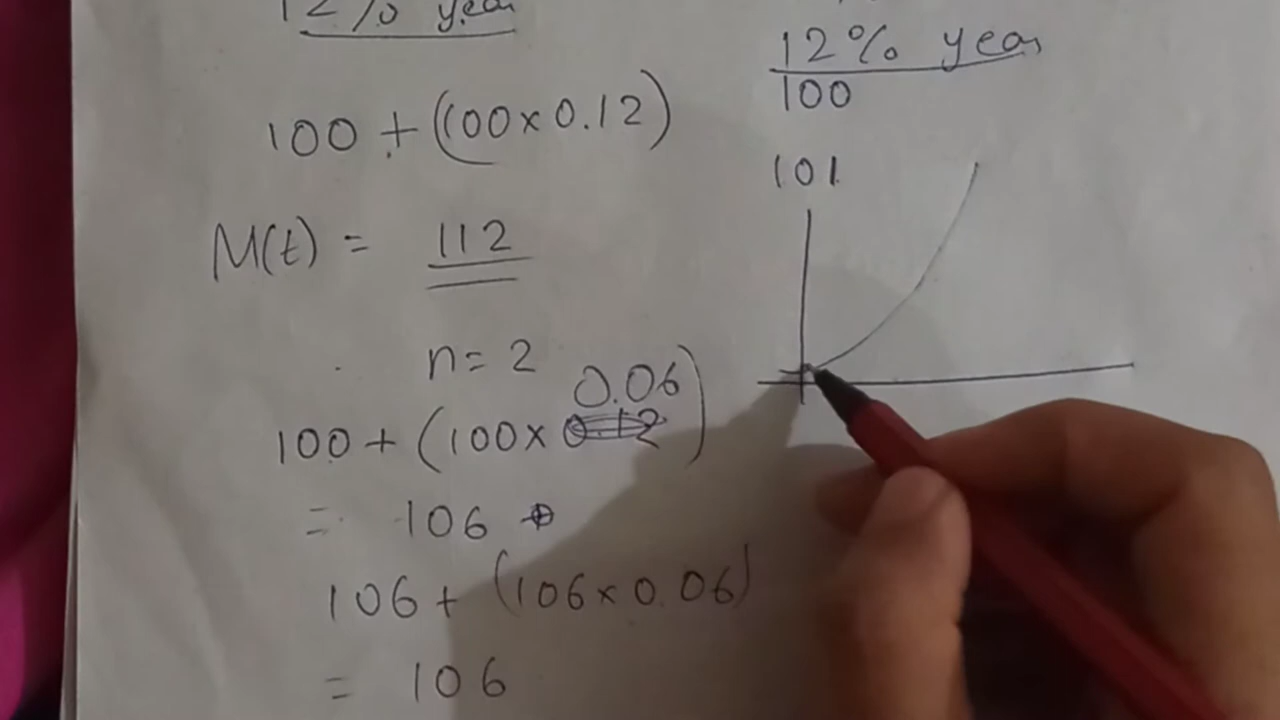 12% year
100 + (100 x 0.12)
M(t) = 112
n = 2
0.06
100 + (100 x 0.12)
= 106
106 + (106 x 0.06)
= 106
12% year
100
101